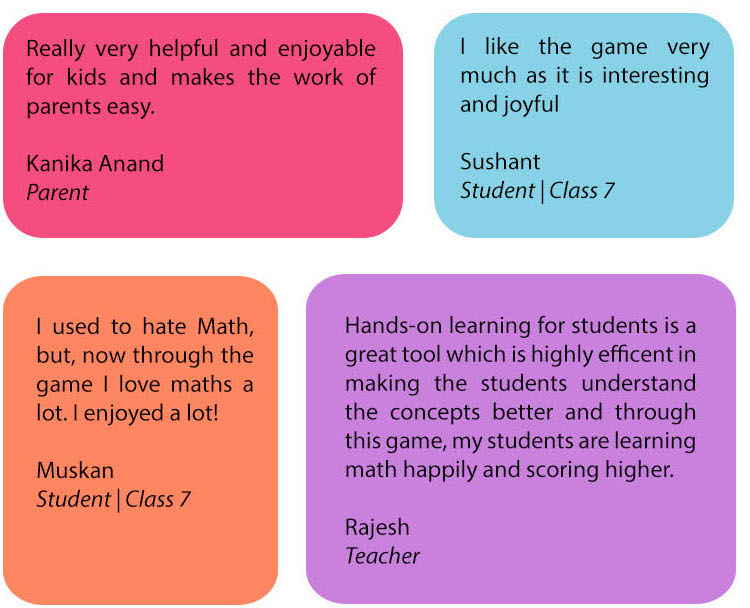 Really very helpful and enjoyable
for kids and makes the work of
parents easy.
Kanika Anand
Parent
I like the game very
much as it is interesting
and joyful
Sushant
Student | Class 7
I used to hate Math,
but, now through the
game I love maths a
lot. I enjoyed a lot!
Muskan
Student | Class 7
Hands-on learning for students is a
great tool which is highly efficent in
making the students understand
the concepts better and through
this game, my students are learning
math happily and scoring higher.
Rajesh
Teacher